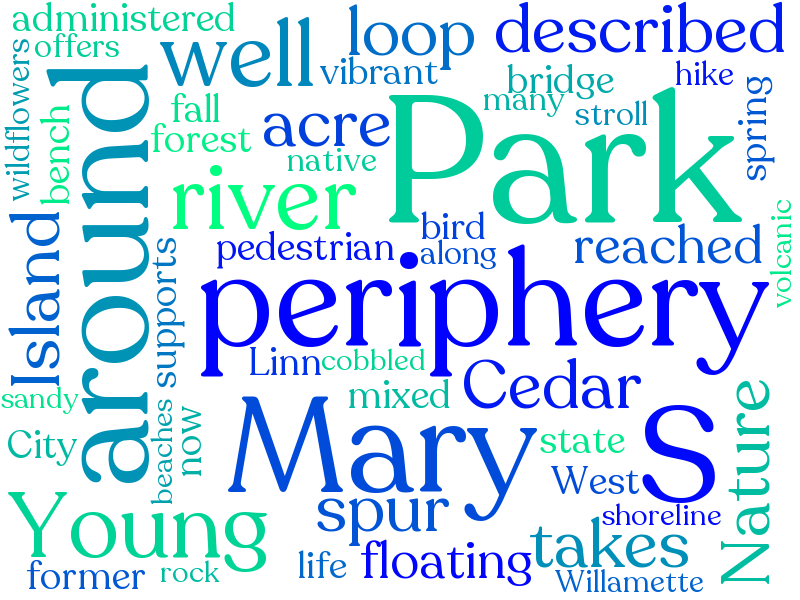 administered
offers
well
loop
described
vibrant
bridge
hike
many
stroll
spring
wildflowers
bench
around
fall
forest
acre
native
Park
river
bird
along
pedestrian
reached
volcanic
Island
supports
periphery
Linn
cobbled
Cedar
mixed
sandy
City
beaches
now
Mary
S
state
West
Nature
Young
spur
shoreline
takes
floating
life
former
rock
Willamette